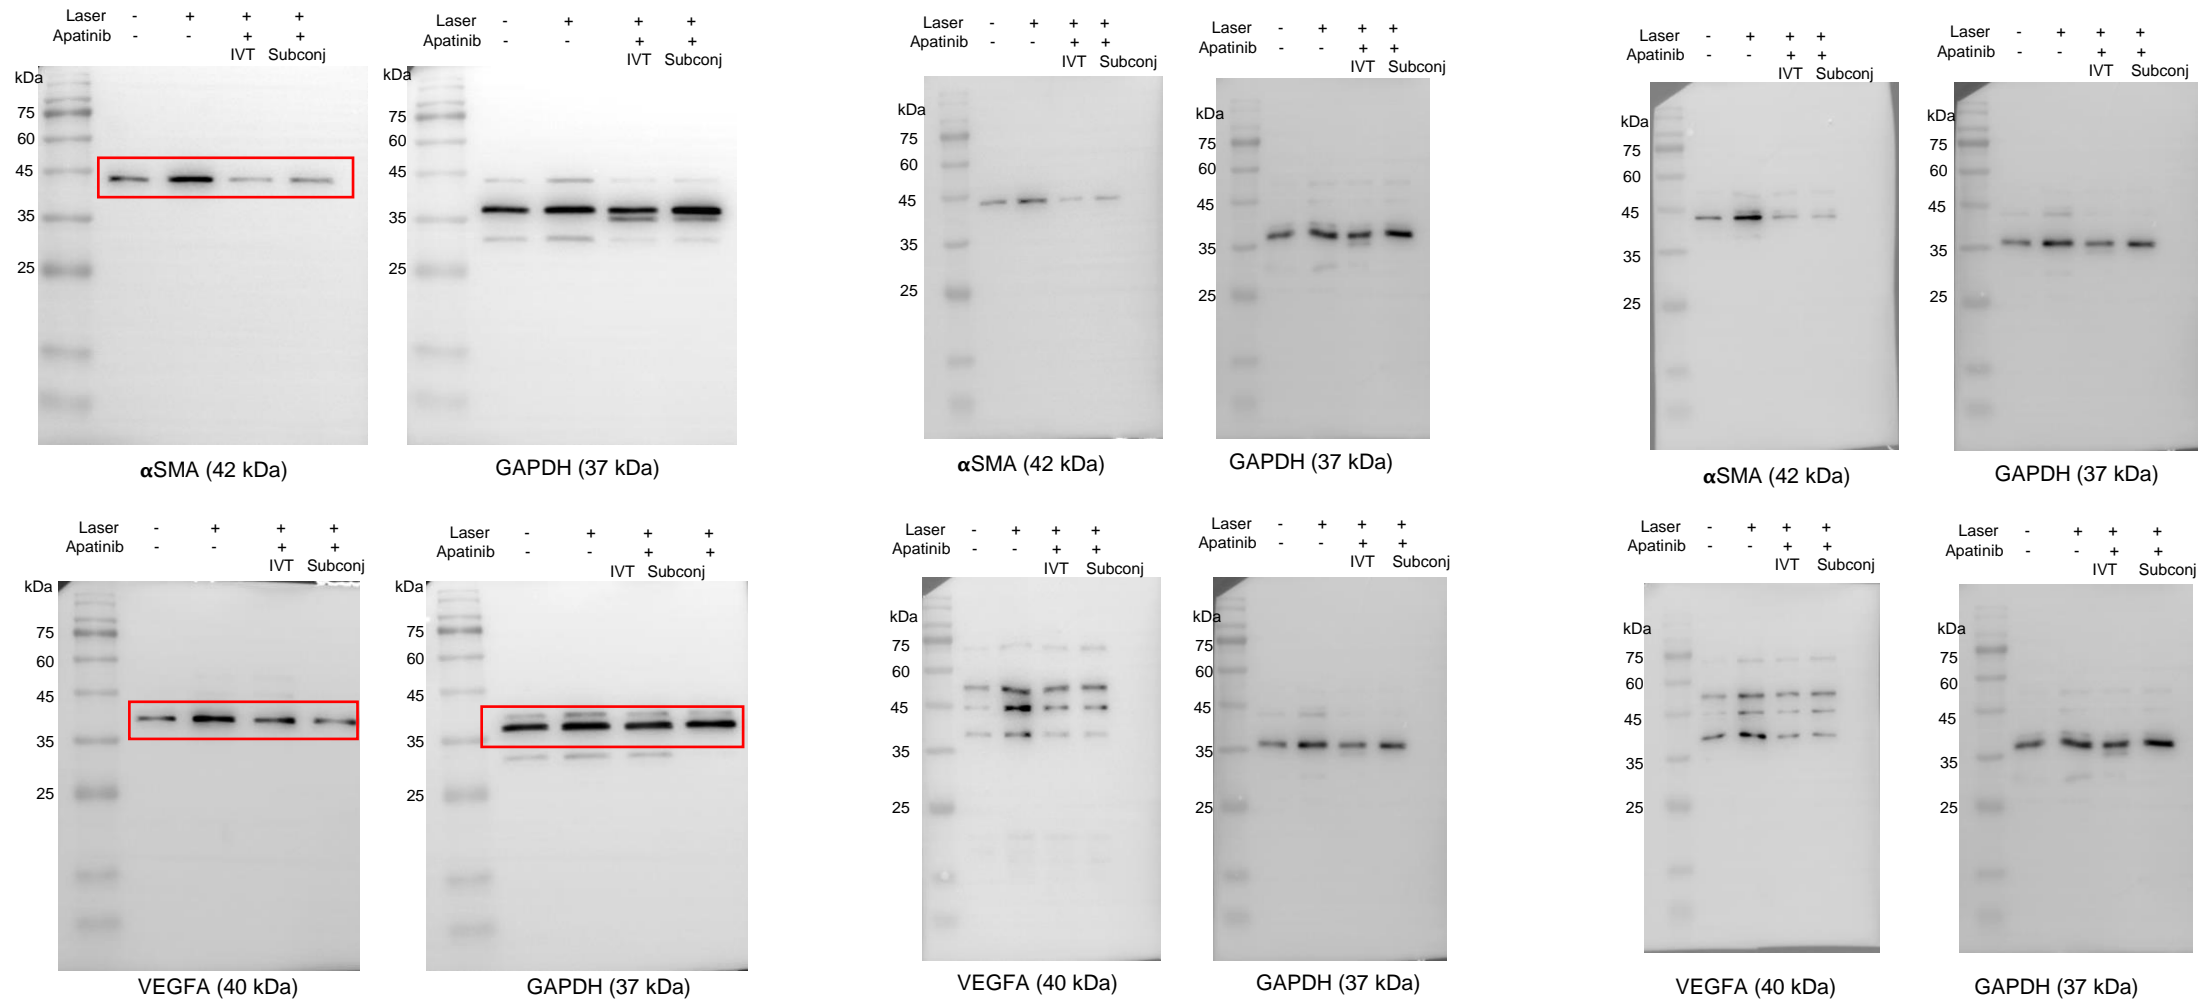 Laser - + + +
Apatinib - - + +
IVT Subconj
kDa
75
60
45
35
25
αSMA (42 kDa)
Laser - + + +
Apatinib - - + +
IVT Subconj
kDa
75
60
45
35
25
GAPDH (37 kDa)
Laser - + + +
Apatinib - - + +
IVT Subconj
kDa
75
60
45
35
25
αSMA (42 kDa)
Laser - + + +
Apatinib - - + +
IVT Subconj
kDa
75
60
45
35
25
GAPDH (37 kDa)
Laser - + + +
Apatinib - - + +
IVT Subconj
kDa
75
60
45
35
25
αSMA (42 kDa)
Laser - + + +
Apatinib - - + +
IVT Subconj
kDa
75
60
45
35
25
GAPDH (37 kDa)
Laser - + + +
Apatinib - - + +
IVT Subconj
kDa
75
60
45
35
25
VEGFA (40 kDa)
Laser - + + +
Apatinib - - + +
IVT Subconj
kDa
75
60
45
35
25
GAPDH (37 kDa)
Laser - + + +
Apatinib - - + +
IVT Subconj
kDa
75
60
45
35
25
VEGFA (40 kDa)
Laser - + + +
Apatinib - - + +
IVT Subconj
kDa
75
60
45
35
25
GAPDH (37 kDa)
Laser - + + +
Apatinib - - + +
IVT Subconj
kDa
75
60
45
35
25
VEGFA (40 kDa)
Laser - + + +
Apatinib - - + +
IVT Subconj
kDa
75
60
45
35
25
GAPDH (37 kDa)